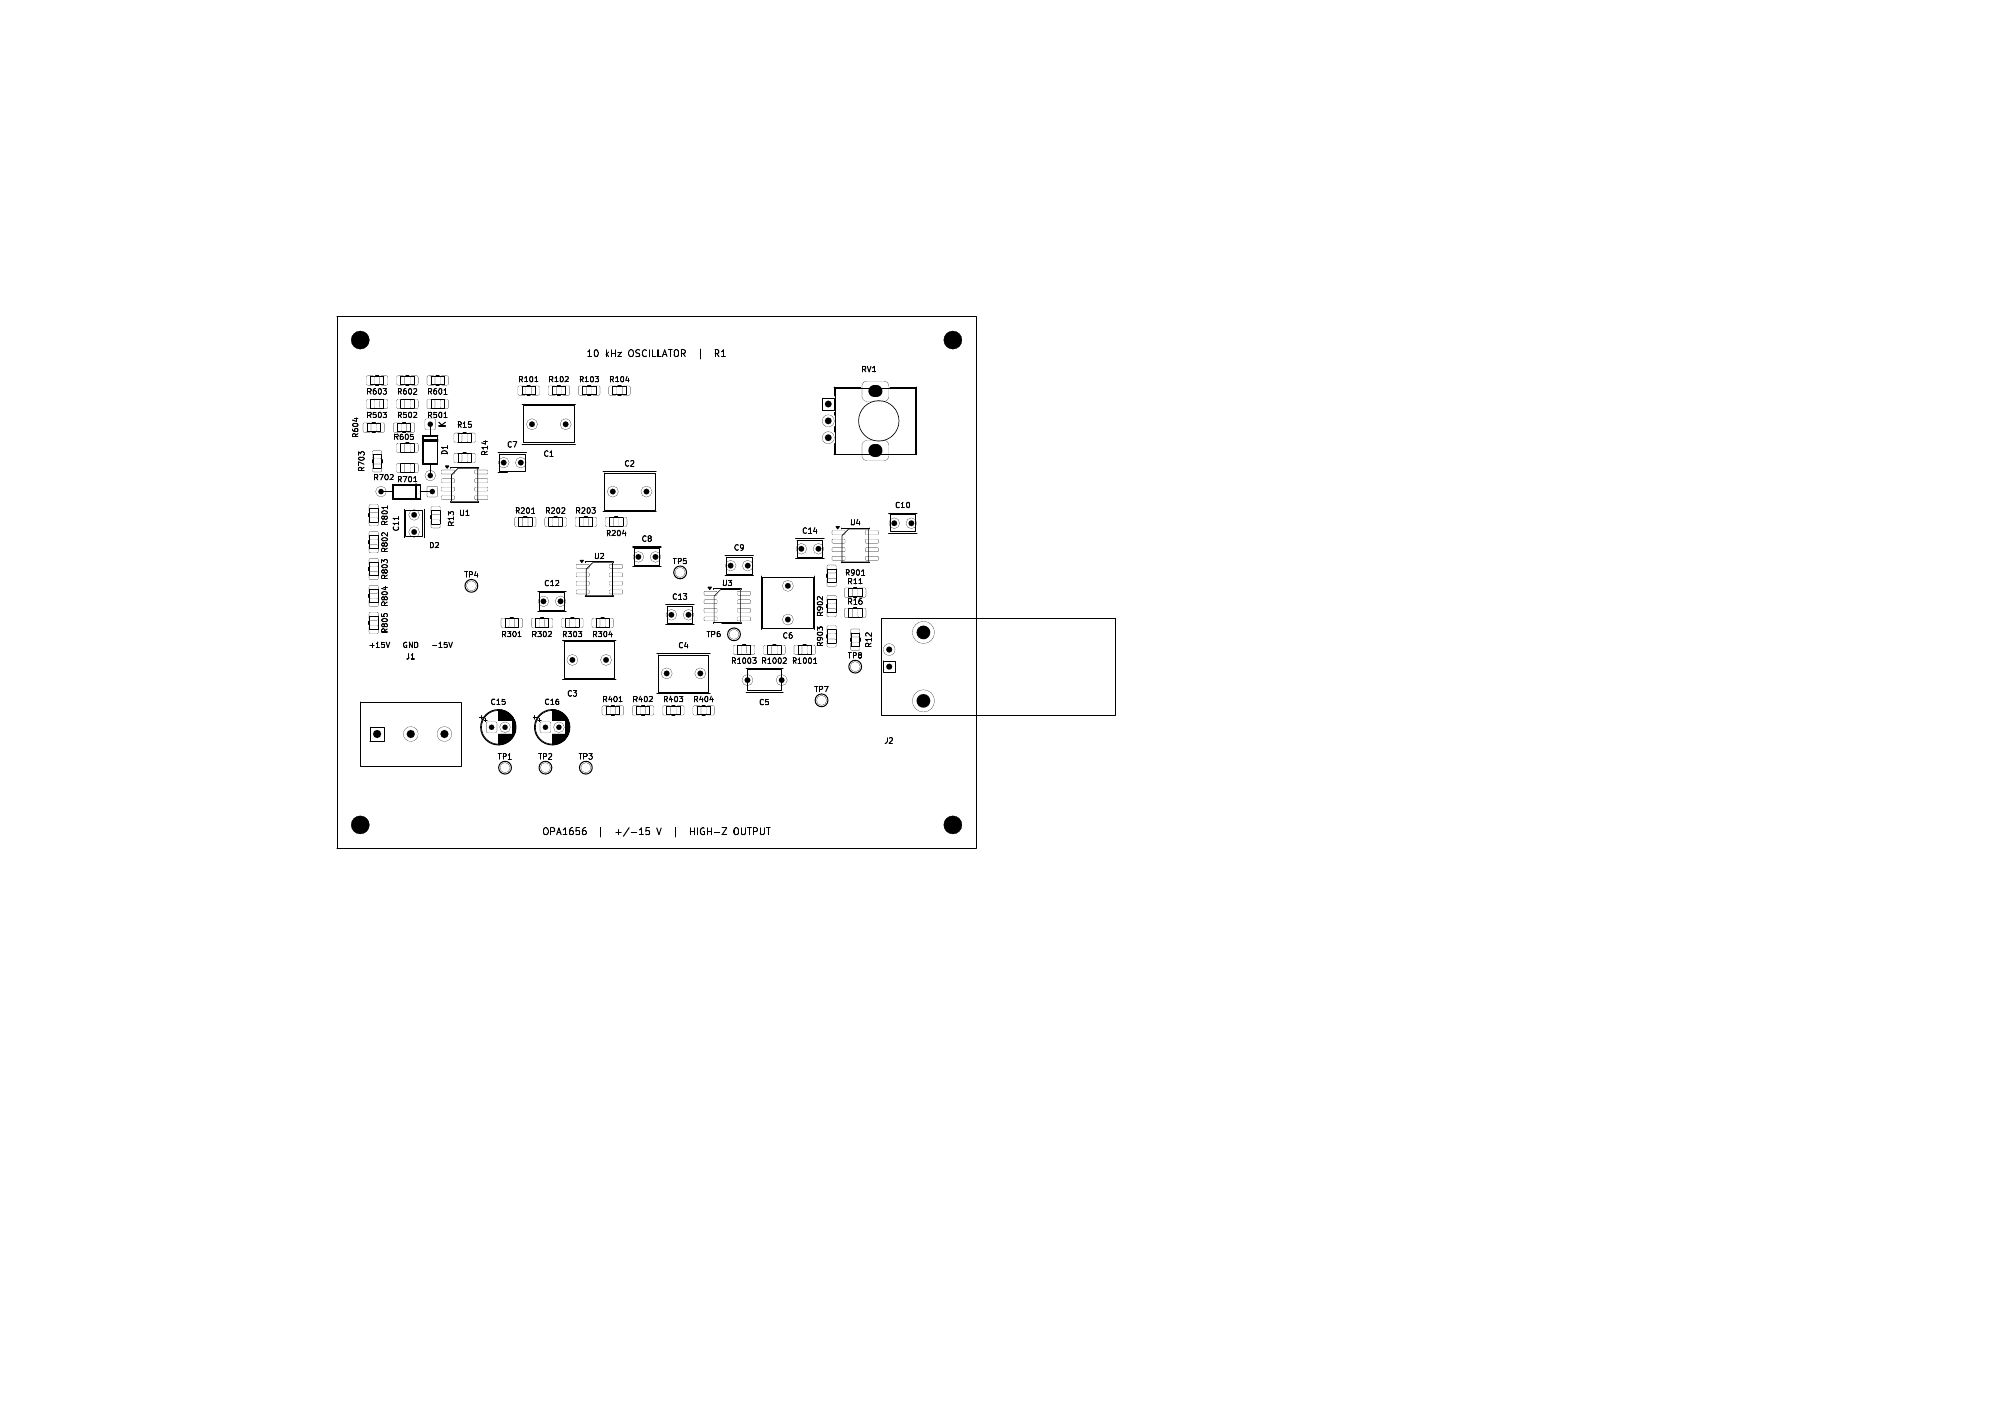 10 kHz OSCILLATOR | R1
RV1
R101 R102 R103 R104
R603 R602 R601
R503 R502 R501
R604
K
R15
R605
R14
D1
C7
C1
R703
C2
R702
R701
C10
U1
R801
C11
R13
R201 R202 R203
R204
U4
C14
R802
D2
C8
C9
U2
TP5
R803
TP4
R901
R11
C12
U3
R804
C13
R902
R16
R805
R301 R302 R303 R304
TP6
C6
R903
R12
+15V GND -15V
J1
C4
TP8
R1003 R1002 R1001
C3
TP7
R401 R402 R403 R404
C5
C15 C16
+ +
J2
TP1 TP2 TP3
OPA1656 | +/-15 V | HIGH-Z OUTPUT